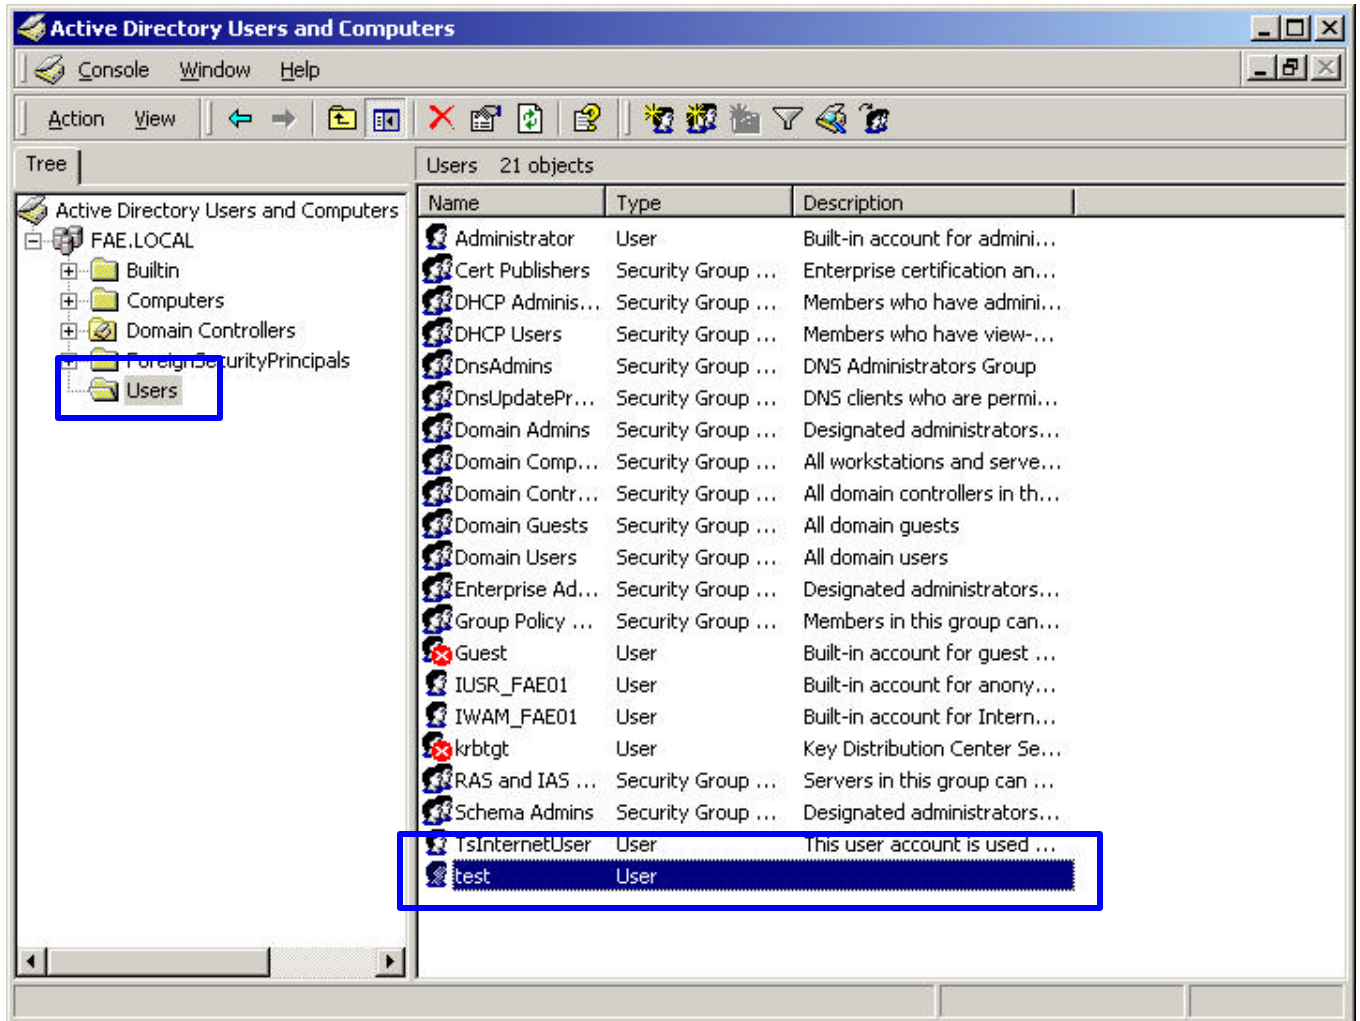 Active Directory Users and Computers
Console Window Help
Action View
Tree
Users 21 objects
Active Directory Users and Computers
FAE.LOCAL
Builtin
Computers
Domain Controllers
ForeignSecurityPrincipals
Users
Name Type Description
Administrator User Built-in account for admini...
Cert Publishers Security Group ... Enterprise certification an...
DHCP Adminis... Security Group ... Members who have admini...
DHCP Users Security Group ... Members who have view-...
DnsAdmins Security Group ... DNS Administrators Group
DnsUpdatePr... Security Group ... DNS clients who are permi...
Domain Admins Security Group ... Designated administrators...
Domain Comp... Security Group ... All workstations and serve...
Domain Contr... Security Group ... All domain controllers in th...
Domain Guests Security Group ... All domain guests
Domain Users Security Group ... All domain users
Enterprise Ad... Security Group ... Designated administrators...
Group Policy ... Security Group ... Members in this group can...
Guest User Built-in account for guest ...
IUSR_FAE01 User Built-in account for anony...
IWAM_FAE01 User Built-in account for Intern...
krbtgt User Key Distribution Center Se...
RAS and IAS ... Security Group ... Servers in this group can ...
Schema Admins Security Group ... Designated administrators...
TsInternetUser User This user account is used ...
test User